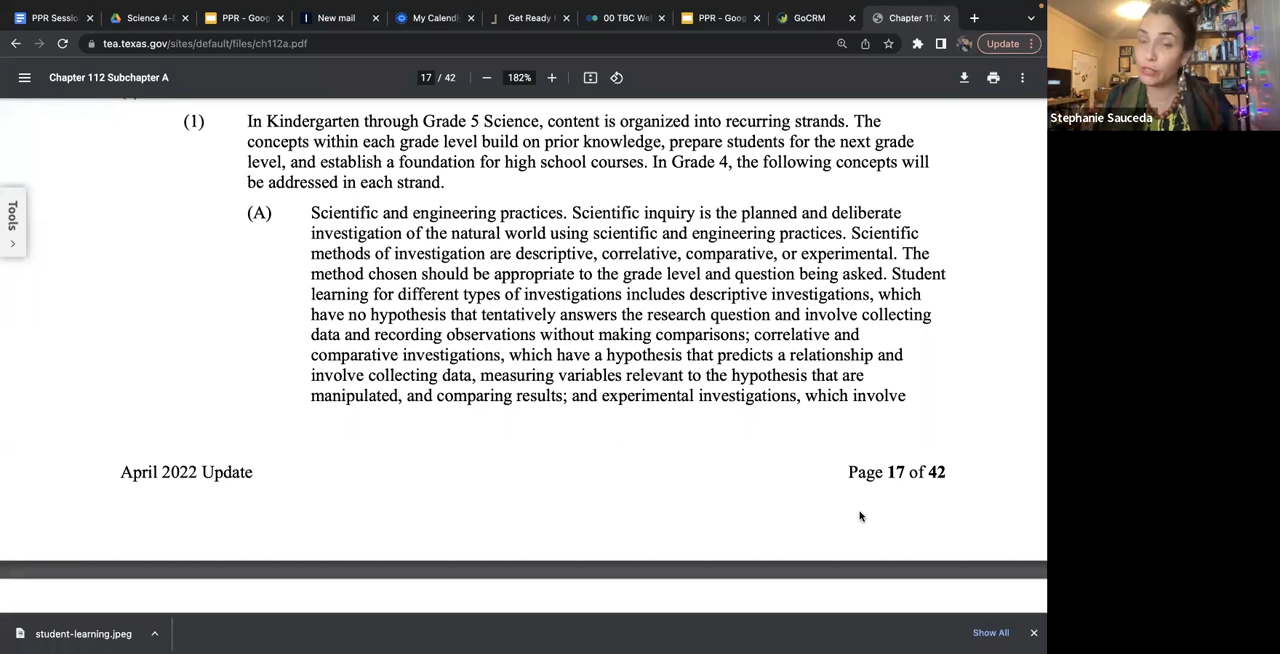 PPR Sessio
Science 4-
PPR - Goog
New mail
My Calend
Get Ready
00 TBC We
PPR - Goog
GoCRM
Chapter 112
tea.texas.gov/sites/default/files/ch112a.pdf
Update
Chapter 112 Subchapter A
17 / 42
182%
Stephanie Sauceda
Tools
(1) In Kindergarten through Grade 5 Science, content is organized into recurring strands. The
concepts within each grade level build on prior knowledge, prepare students for the next grade
level, and establish a foundation for high school courses. In Grade 4, the following concepts will
be addressed in each strand.
(A) Scientific and engineering practices. Scientific inquiry is the planned and deliberate
investigation of the natural world using scientific and engineering practices. Scientific
methods of investigation are descriptive, correlative, comparative, or experimental. The
method chosen should be appropriate to the grade level and question being asked. Student
learning for different types of investigations includes descriptive investigations, which
have no hypothesis that tentatively answers the research question and involve collecting
data and recording observations without making comparisons; correlative and
comparative investigations, which have a hypothesis that predicts a relationship and
involve collecting data, measuring variables relevant to the hypothesis that are
manipulated, and comparing results; and experimental investigations, which involve
April 2022 Update
Page 17 of 42
student-learning.jpeg
Show All